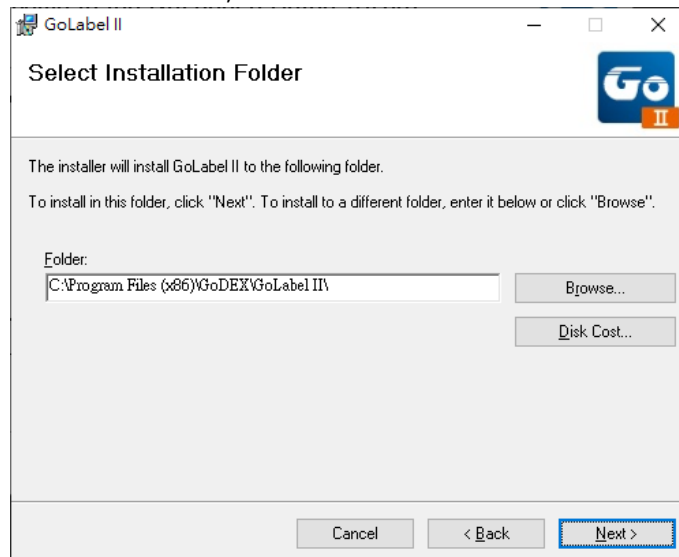 GoLabel II
Select Installation Folder
Go
II
The installer will install GoLabel II to the following folder.
To install in this folder, click "Next". To install to a different folder, enter it below or click "Browse".
Folder:
C:\Program Files (x86)\GoDEX\GoLabel II\
Browse...
Disk Cost...
Cancel
< Back
Next >